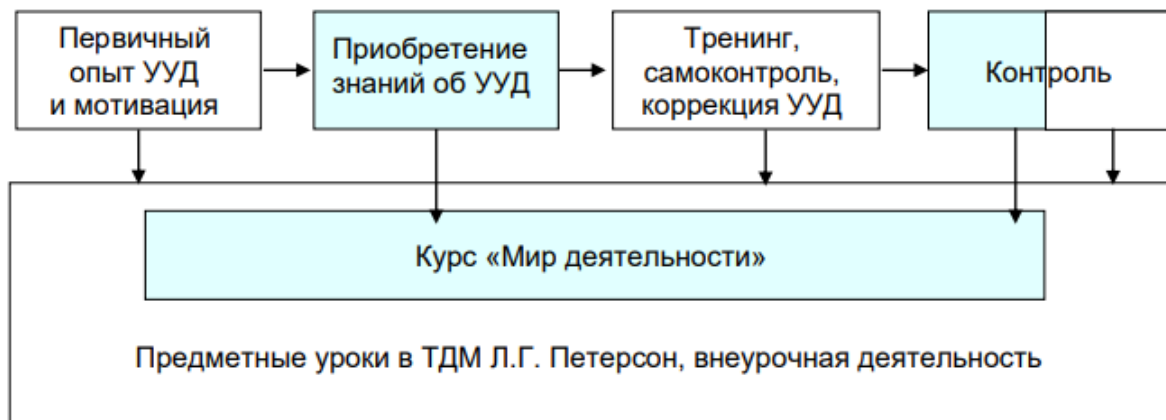 Первичный
опыт УУД
и мотивация
Приобретение
знаний об УУД
Тренинг,
самоконтроль,
коррекция УУД
Контроль
Курс «Мир деятельности»
Предметные уроки в ТДМ Л.Г. Петерсон, внеурочная деятельность